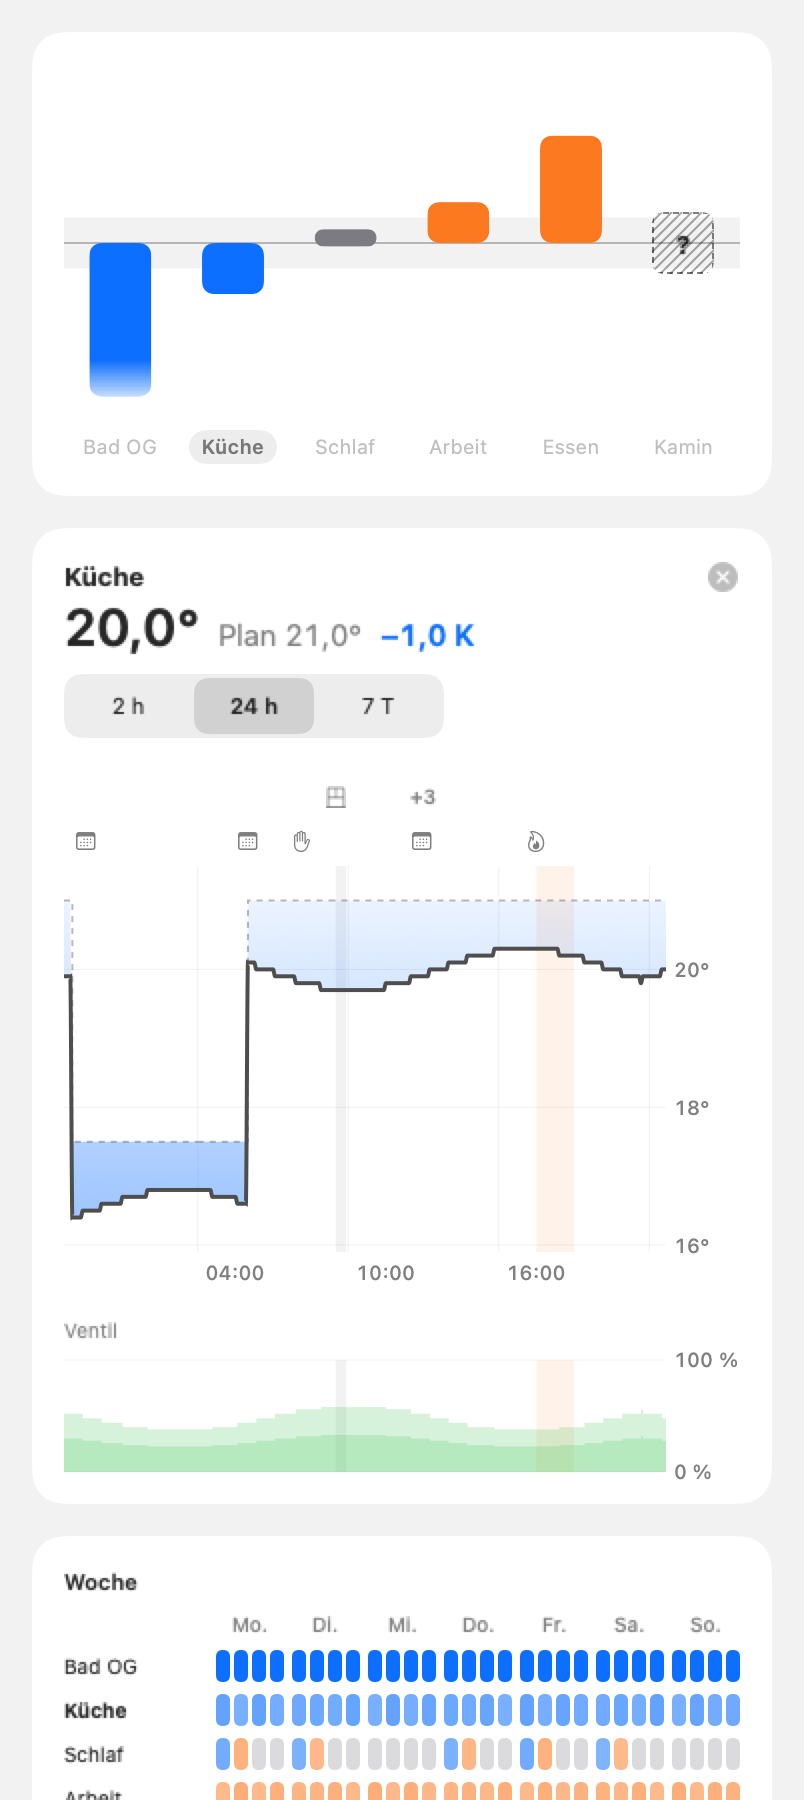 ?
Bad OG Küche Schlaf Arbeit Essen Kamin
Küche
20,0° Plan 21,0° −1,0 K
2 h 24 h 7 T
+3
20°
18°
16°
04:00 10:00 16:00
Ventil
100 %
0 %
Woche
Mo. Di. Mi. Do. Fr. Sa. So.
Bad OG
Küche
Schlaf
Arbeit